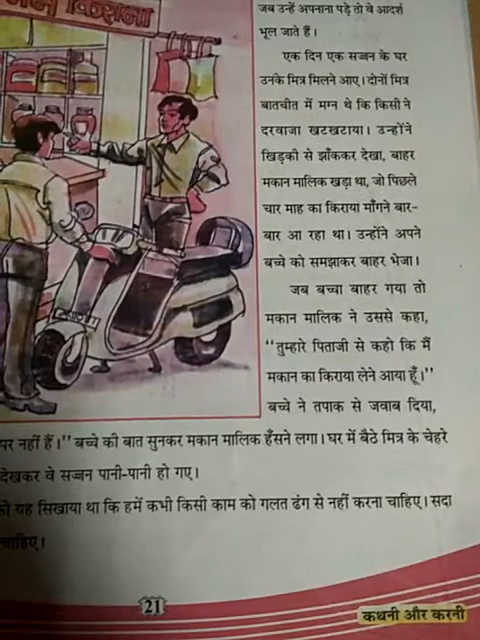 किराना
जब उन्हें अपनाना पड़े तो वे आदर्श
भूल जाते हैं।
एक दिन एक सज्जन के घर
उनके मित्र मिलने आए। दोनों मित्र
बातचीत में मग्न थे कि किसी ने
दरवाजा खटखटाया। उन्होंने
खिड़की से झाँककर देखा, बाहर
मकान मालिक खड़ा था, जो पिछले
चार माह का किराया माँगने बार-
बार आ रहा था। उन्होंने अपने
बच्चे को समझाकर बाहर भेजा।
जब बच्चा बाहर गया तो
मकान मालिक ने उससे कहा,
"तुम्हारे पिताजी से कहो कि मैं
मकान का किराया लेने आया हूँ।"
बच्चे ने तपाक से जवाब दिया,
पर नहीं हैं।" बच्चे की बात सुनकर मकान मालिक हँसने लगा। घर में बैठे मित्र के चेहरे
देखकर वे सज्जन पानी-पानी हो गए।
यह सिखाया था कि हमें कभी किसी काम को गलत ढंग से नहीं करना चाहिए। सदा
चाहिए।
21
कथनी और करनी